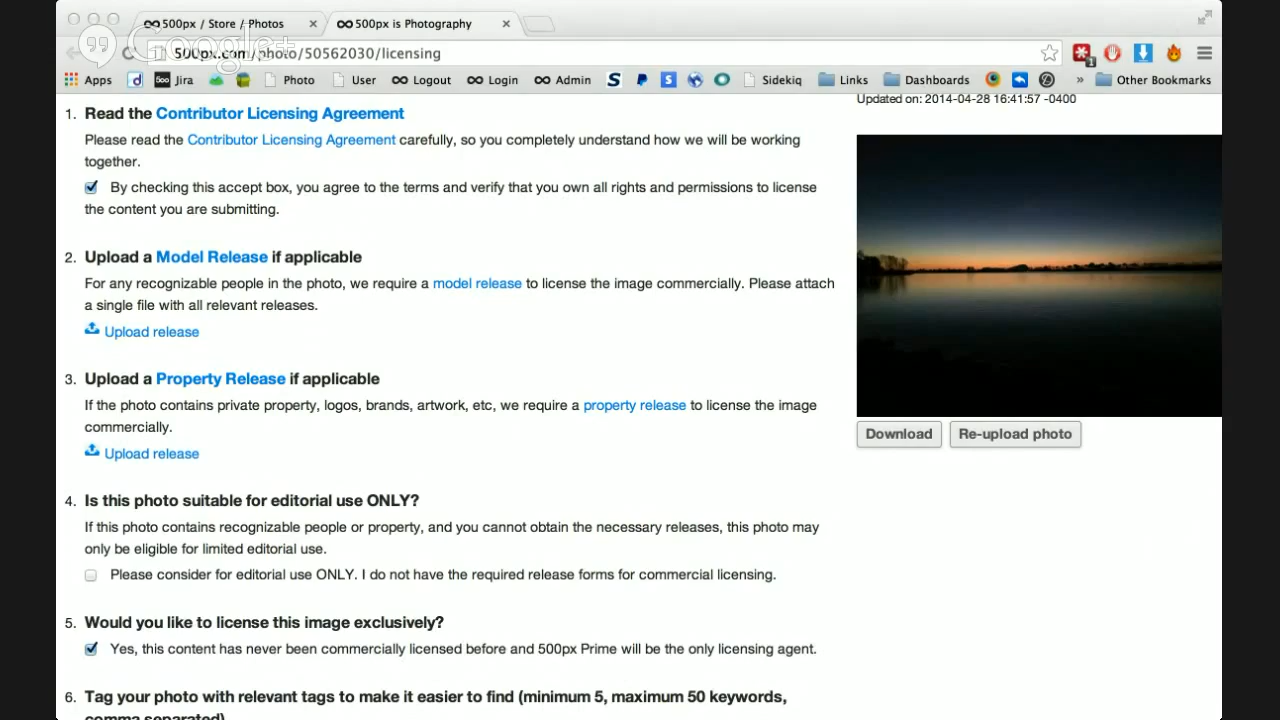 500px / Store / Photos
500px is Photography
Google+
500px.com/photo/50562030/licensing
Apps
Jira
Photo
User
Logout
Login
Admin
Sidekiq
Links
Dashboards
» Other Bookmarks
Updated on: 2014-04-28 16:41:57 -0400
1. Read the Contributor Licensing Agreement
Please read the Contributor Licensing Agreement carefully, so you completely understand how we will be working
together.
By checking this accept box, you agree to the terms and verify that you own all rights and permissions to license
the content you are submitting.
2. Upload a Model Release if applicable
For any recognizable people in the photo, we require a model release to license the image commercially. Please attach
a single file with all relevant releases.
Upload release
3. Upload a Property Release if applicable
If the photo contains private property, logos, brands, artwork, etc, we require a property release to license the image
commercially.
Upload release
Download
Re-upload photo
4. Is this photo suitable for editorial use ONLY?
If this photo contains recognizable people or property, and you cannot obtain the necessary releases, this photo may
only be eligible for limited editorial use.
Please consider for editorial use ONLY. I do not have the required release forms for commercial licensing.
5. Would you like to license this image exclusively?
Yes, this content has never been commercially licensed before and 500px Prime will be the only licensing agent.
6. Tag your photo with relevant tags to make it easier to find (minimum 5, maximum 50 keywords,
comma separated)